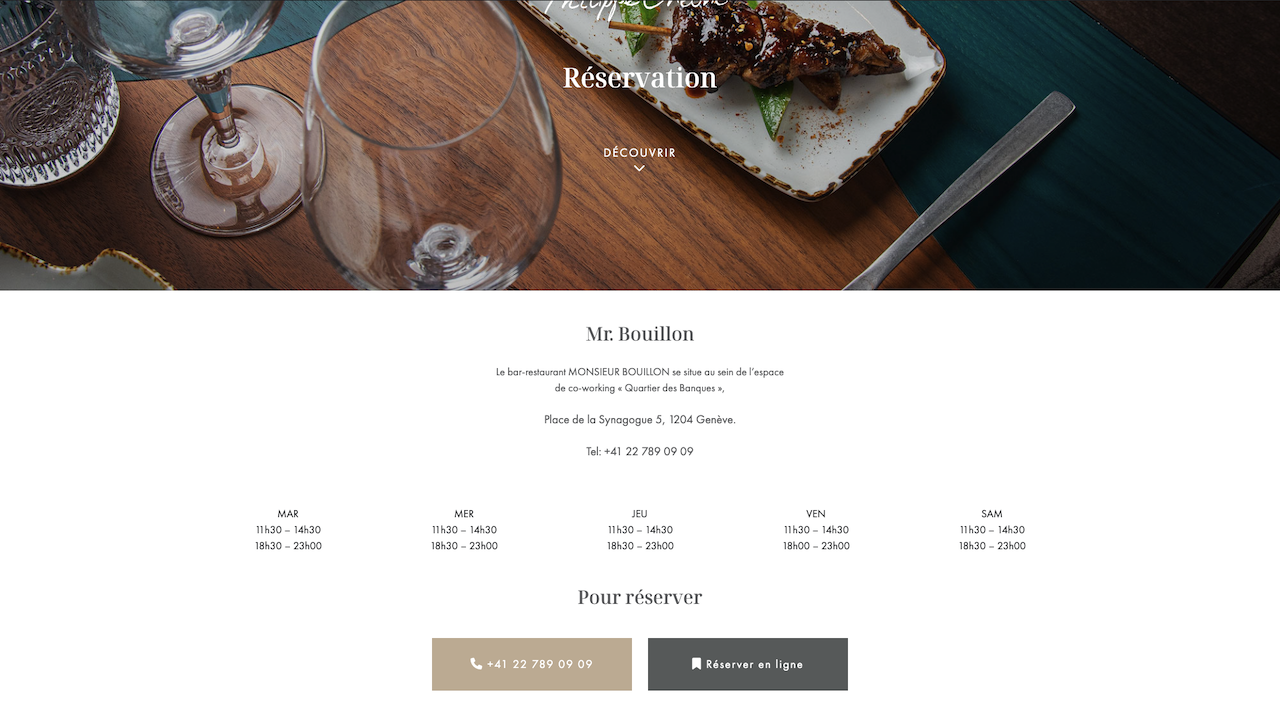 Réservation
DÉCOUVRIR
Mr. Bouillon
Le bar-restaurant MONSIEUR BOUILLON se situe au sein de l'espace
de co-working « Quartier des Banques »,
Place de la Synagogue 5, 1204 Genève.
Tel: +41 22 789 09 09
MAR
11h30 – 14h30
18h30 – 23h00
MER
11h30 – 14h30
18h30 – 23h00
JEU
11h30 – 14h30
18h30 – 23h00
VEN
11h30 – 14h30
18h00 – 23h00
SAM
11h30 – 14h30
18h30 – 23h00
Pour réserver
+41 22 789 09 09
Réserver en ligne